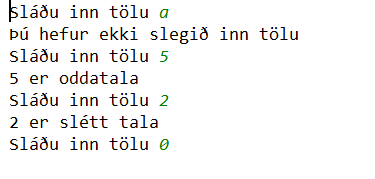 Sláðu inn tölu a
Þú hefur ekki slegið inn tölu
Sláðu inn tölu 5
5 er oddatala
Sláðu inn tölu 2
2 er slétt tala
Sláðu inn tölu 0